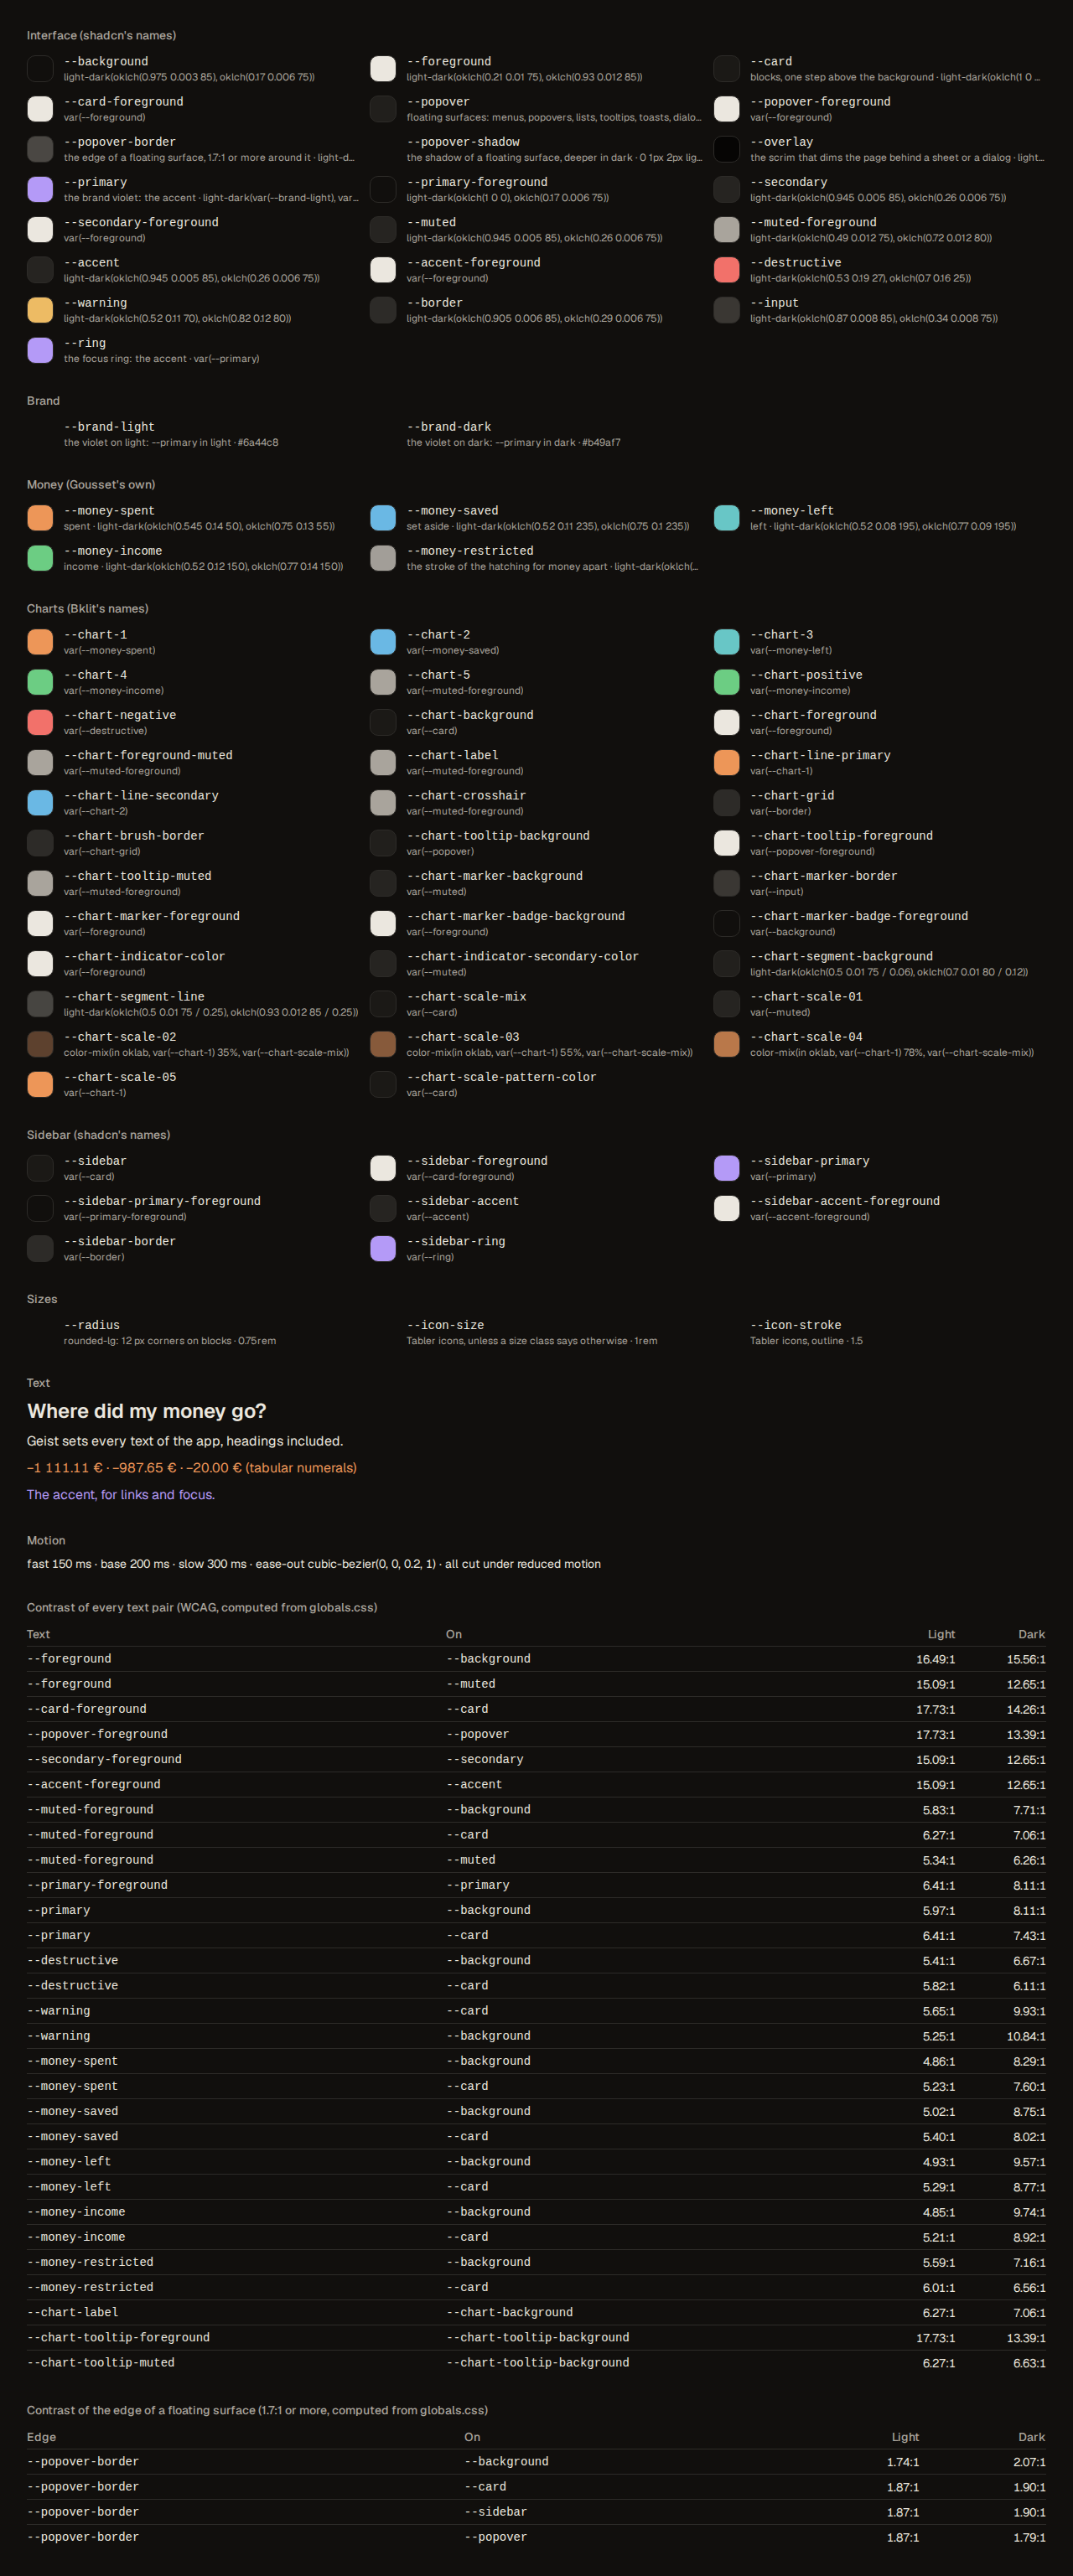 Interface (shadcn's names)
--background
light-dark(oklch(0.975 0.003 85), oklch(0.17 0.006 75))
--foreground
light-dark(oklch(0.21 0.01 75), oklch(0.93 0.012 85))
--card
blocks, one step above the background · light-dark(oklch(1 0 …
--card-foreground
var(--foreground)
--popover
floating surfaces: menus, popovers, lists, tooltips, toasts, dialo…
--popover-foreground
var(--foreground)
--popover-border
the edge of a floating surface, 1.7:1 or more around it · light-d…
--popover-shadow
the shadow of a floating surface, deeper in dark · 0 1px 2px lig…
--overlay
the scrim that dims the page behind a sheet or a dialog · light…
--primary
the brand violet: the accent · light-dark(var(--brand-light), var…
--primary-foreground
light-dark(oklch(1 0 0), oklch(0.17 0.006 75))
--secondary
light-dark(oklch(0.945 0.005 85), oklch(0.26 0.006 75))
--secondary-foreground
var(--foreground)
--muted
light-dark(oklch(0.945 0.005 85), oklch(0.26 0.006 75))
--muted-foreground
light-dark(oklch(0.49 0.012 75), oklch(0.72 0.012 80))
--accent
light-dark(oklch(0.945 0.005 85), oklch(0.26 0.006 75))
--accent-foreground
var(--foreground)
--destructive
light-dark(oklch(0.53 0.19 27), oklch(0.7 0.16 25))
--warning
light-dark(oklch(0.52 0.11 70), oklch(0.82 0.12 80))
--border
light-dark(oklch(0.905 0.006 85), oklch(0.29 0.006 75))
--input
light-dark(oklch(0.87 0.008 85), oklch(0.34 0.008 75))
--ring
the focus ring: the accent · var(--primary)
Brand
--brand-light
the violet on light: --primary in light · #6a44c8
--brand-dark
the violet on dark: --primary in dark · #b49af7
Money (Gousset's own)
--money-spent
spent · light-dark(oklch(0.545 0.14 50), oklch(0.75 0.13 55))
--money-saved
set aside · light-dark(oklch(0.52 0.11 235), oklch(0.75 0.1 235))
--money-left
left · light-dark(oklch(0.52 0.08 195), oklch(0.77 0.09 195))
--money-income
income · light-dark(oklch(0.52 0.12 150), oklch(0.77 0.14 150))
--money-restricted
the stroke of the hatching for money apart · light-dark(oklch(…
Charts (Bklit's names)
--chart-1
var(--money-spent)
--chart-2
var(--money-saved)
--chart-3
var(--money-left)
--chart-4
var(--money-income)
--chart-5
var(--muted-foreground)
--chart-positive
var(--money-income)
--chart-negative
var(--destructive)
--chart-background
var(--card)
--chart-foreground
var(--foreground)
--chart-foreground-muted
var(--muted-foreground)
--chart-label
var(--muted-foreground)
--chart-line-primary
var(--chart-1)
--chart-line-secondary
var(--chart-2)
--chart-crosshair
var(--muted-foreground)
--chart-grid
var(--border)
--chart-brush-border
var(--chart-grid)
--chart-tooltip-background
var(--popover)
--chart-tooltip-foreground
var(--popover-foreground)
--chart-tooltip-muted
var(--muted-foreground)
--chart-marker-background
var(--muted)
--chart-marker-border
var(--input)
--chart-marker-foreground
var(--foreground)
--chart-marker-badge-background
var(--foreground)
--chart-marker-badge-foreground
var(--background)
--chart-indicator-color
var(--foreground)
--chart-indicator-secondary-color
var(--muted)
--chart-segment-background
light-dark(oklch(0.5 0.01 75 / 0.06), oklch(0.7 0.01 80 / 0.12))
--chart-segment-line
light-dark(oklch(0.5 0.01 75 / 0.25), oklch(0.93 0.012 85 / 0.25))
--chart-scale-mix
var(--card)
--chart-scale-01
var(--muted)
--chart-scale-02
color-mix(in oklab, var(--chart-1) 35%, var(--chart-scale-mix))
--chart-scale-03
color-mix(in oklab, var(--chart-1) 55%, var(--chart-scale-mix))
--chart-scale-04
color-mix(in oklab, var(--chart-1) 78%, var(--chart-scale-mix))
--chart-scale-05
var(--chart-1)
--chart-scale-pattern-color
var(--card)
Sidebar (shadcn's names)
--sidebar
var(--card)
--sidebar-foreground
var(--card-foreground)
--sidebar-primary
var(--primary)
--sidebar-primary-foreground
var(--primary-foreground)
--sidebar-accent
var(--accent)
--sidebar-accent-foreground
var(--accent-foreground)
--sidebar-border
var(--border)
--sidebar-ring
var(--ring)
Sizes
--radius
rounded-lg: 12 px corners on blocks · 0.75rem
--icon-size
Tabler icons, unless a size class says otherwise · 1rem
--icon-stroke
Tabler icons, outline · 1.5
Text
Where did my money go?
Geist sets every text of the app, headings included.
−1 111.11 € · −987.65 € · −20.00 € (tabular numerals)
The accent, for links and focus.
Motion
fast 150 ms · base 200 ms · slow 300 ms · ease-out cubic-bezier(0, 0, 0.2, 1) · all cut under reduced motion
Contrast of every text pair (WCAG, computed from globals.css)
Text On Light Dark
--foreground --background 16.49:1 15.56:1
--foreground --muted 15.09:1 12.65:1
--card-foreground --card 17.73:1 14.26:1
--popover-foreground --popover 17.73:1 13.39:1
--secondary-foreground --secondary 15.09:1 12.65:1
--accent-foreground --accent 15.09:1 12.65:1
--muted-foreground --background 5.83:1 7.71:1
--muted-foreground --card 6.27:1 7.06:1
--muted-foreground --muted 5.34:1 6.26:1
--primary-foreground --primary 6.41:1 8.11:1
--primary --background 5.97:1 8.11:1
--primary --card 6.41:1 7.43:1
--destructive --background 5.41:1 6.67:1
--destructive --card 5.82:1 6.11:1
--warning --card 5.65:1 9.93:1
--warning --background 5.25:1 10.84:1
--money-spent --background 4.86:1 8.29:1
--money-spent --card 5.23:1 7.60:1
--money-saved --background 5.02:1 8.75:1
--money-saved --card 5.40:1 8.02:1
--money-left --background 4.93:1 9.57:1
--money-left --card 5.29:1 8.77:1
--money-income --background 4.85:1 9.74:1
--money-income --card 5.21:1 8.92:1
--money-restricted --background 5.59:1 7.16:1
--money-restricted --card 6.01:1 6.56:1
--chart-label --chart-background 6.27:1 7.06:1
--chart-tooltip-foreground --chart-tooltip-background 17.73:1 13.39:1
--chart-tooltip-muted --chart-tooltip-background 6.27:1 6.63:1
Contrast of the edge of a floating surface (1.7:1 or more, computed from globals.css)
Edge On Light Dark
--popover-border --background 1.74:1 2.07:1
--popover-border --card 1.87:1 1.90:1
--popover-border --sidebar 1.87:1 1.90:1
--popover-border --popover 1.87:1 1.79:1